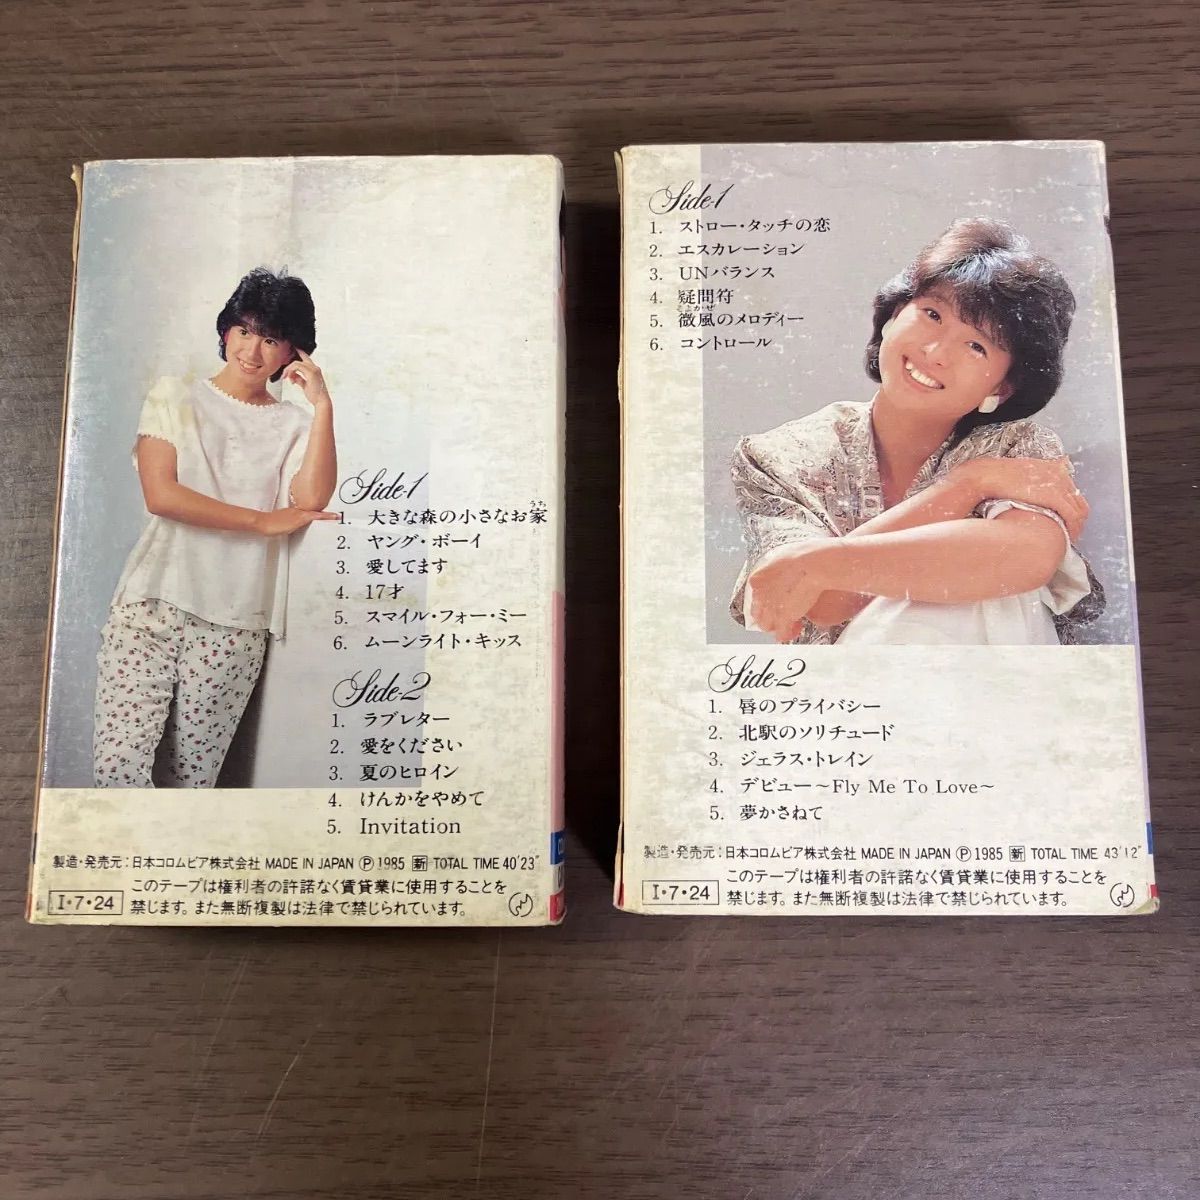 Side-1
1. 大きな森の小さなお家
2. ヤング・ボーイ
3. 愛してます
4. 17才
5. スマイル・フォー・ミー
6. ムーンライト・キッス
Side-2
1. ラブレター
2. 愛をください
3. 夏のヒロイン
4. けんかをやめて
5. Invitation
製造・発売元:日本コロムビア株式会社 MADE IN JAPAN Ⓟ 1985 新 TOTAL TIME 40'23"
I・7・24
このテープは権利者の許諾なく賃貸業に使用することを
禁じます。また無断複製は法律で禁じられています。
Side-1
1. ストロー・タッチの恋
2. エスカレーション
3. UNバランス
4. 疑問符
そよかぜ
5. 微風のメロディー
6. コントロール
Side-2
1. 唇のプライバシー
2. 北駅のソリチュード
3. ジェラス・トレイン
4. デビュー〜Fly Me To Love〜
5. 夢かさねて
製造・発売元:日本コロムビア株式会社 MADE IN JAPAN Ⓟ 1985 新 TOTAL TIME 43'12"
I・7・24
このテープは権利者の許諾なく賃貸業に使用することを
禁じます。また無断複製は法律で禁じられています。